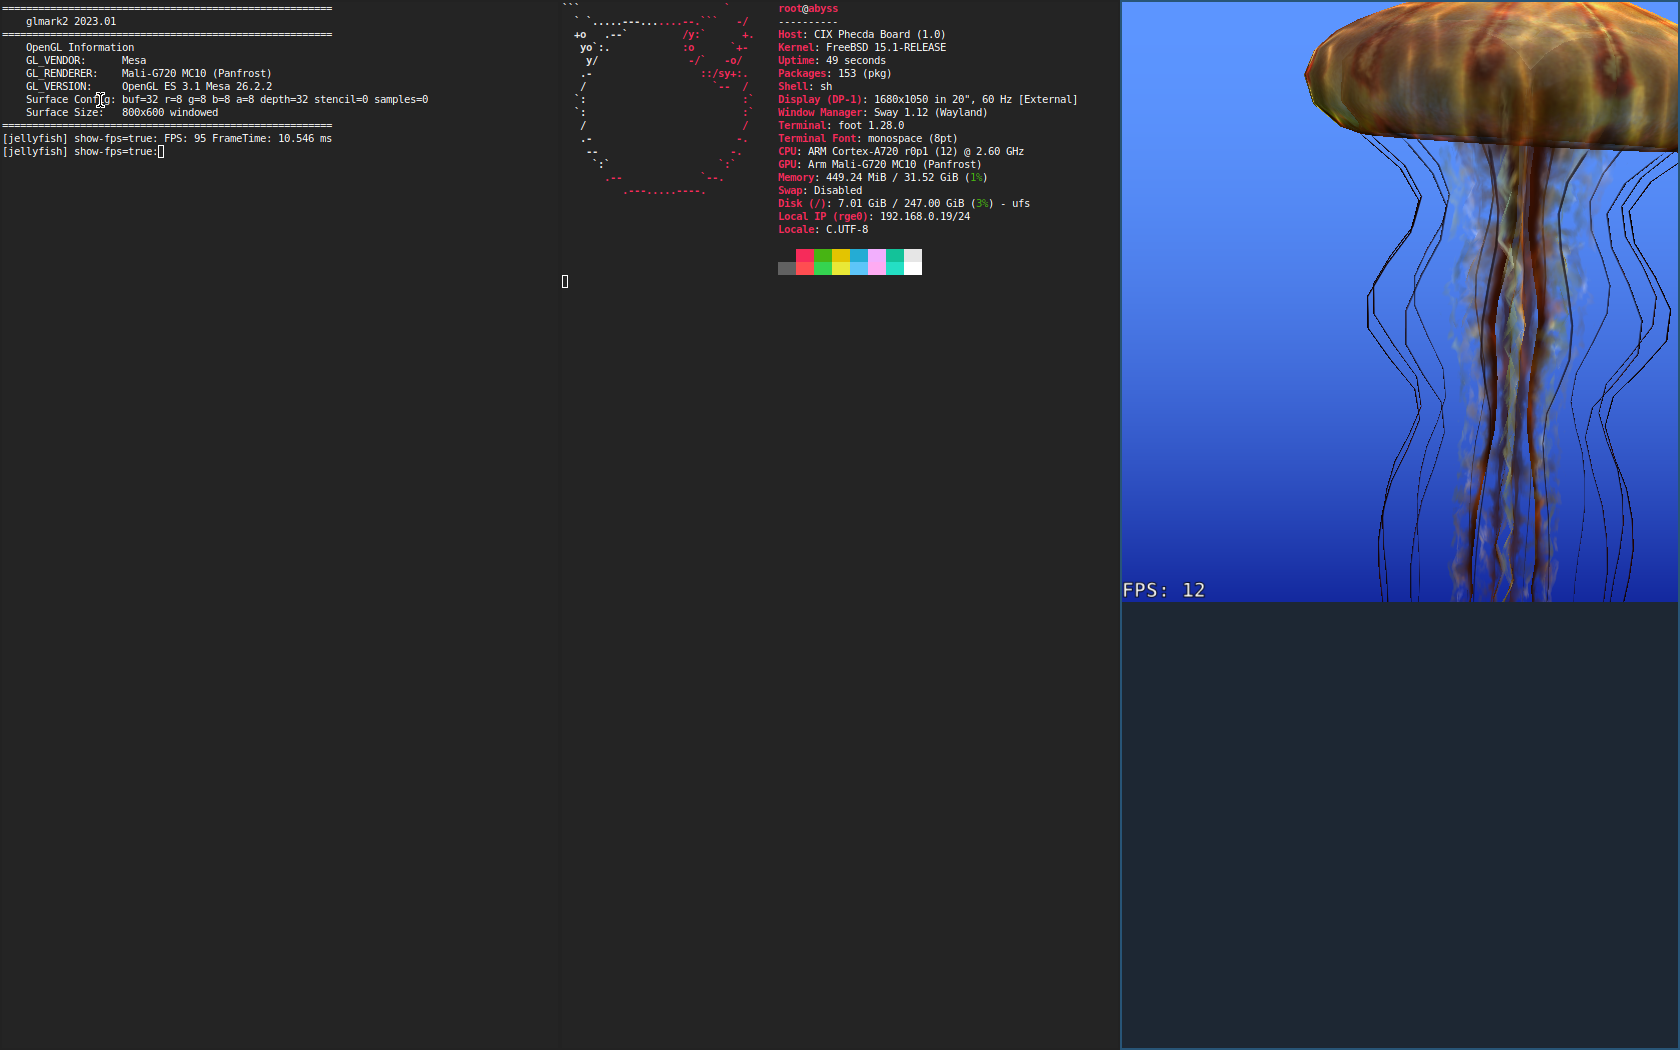 =======================================================
    glmark2 2023.01
=======================================================
    OpenGL Information
    GL_VENDOR:      Mesa
    GL_RENDERER:    Mali-G720 MC10 (Panfrost)
    GL_VERSION:     OpenGL ES 3.1 Mesa 26.2.2
    Surface Config: buf=32 r=8 g=8 b=8 a=8 depth=32 stencil=0 samples=0
    Surface Size:   800x600 windowed
=======================================================
[jellyfish] show-fps=true: FPS: 95 FrameTime: 10.546 ms
[jellyfish] show-fps=true:
```                        `
  ` `.....---.......--.```   -/
  +o   .--`         /y:`      +.
   yo`:.            :o      `+-
    y/               -/`   -o/
   .-                  ::/sy+:.
   /                     `--  /
  `:                          :`
  `:                          :`
   /                          /
   .-                        -.
    --                      -.
     `:`                  `:`
       .--             `--.
          .---.....----.
root@abyss
----------
Host: CIX Phecda Board (1.0)
Kernel: FreeBSD 15.1-RELEASE
Uptime: 49 seconds
Packages: 153 (pkg)
Shell: sh
Display (DP-1): 1680x1050 in 20", 60 Hz [External]
Window Manager: Sway 1.12 (Wayland)
Terminal: foot 1.28.0
Terminal Font: monospace (8pt)
CPU: ARM Cortex-A720 r0p1 (12) @ 2.60 GHz
GPU: Arm Mali-G720 MC10 (Panfrost)
Memory: 449.24 MiB / 31.52 GiB (1%)
Swap: Disabled
Disk (/): 7.01 GiB / 247.00 GiB (3%) - ufs
Local IP (rge0): 192.168.0.19/24
Locale: C.UTF-8
FPS: 12